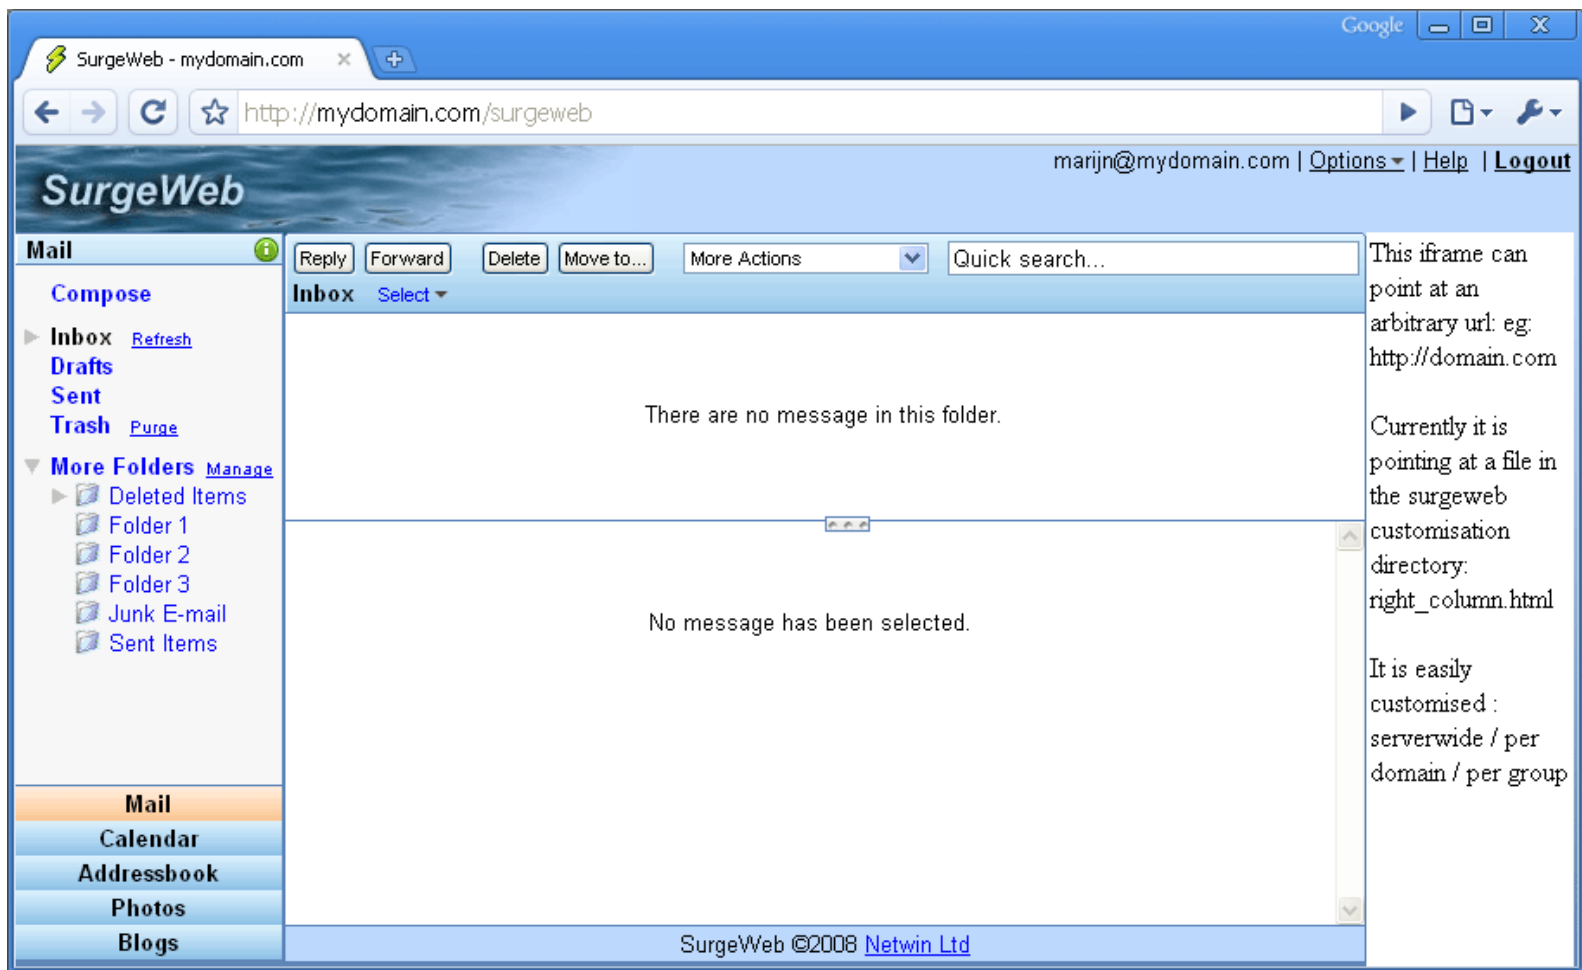 Google
SurgeWeb - mydomain.com
http://mydomain.com/surgeweb
marijn@mydomain.com | Options | Help | Logout
SurgeWeb
Mail
Compose
Inbox Refresh
Drafts
Sent
Trash Purge
More Folders Manage
Deleted Items
Folder 1
Folder 2
Folder 3
Junk E-mail
Sent Items
Mail
Calendar
Addressbook
Photos
Blogs
Reply Forward Delete Move to... More Actions Quick search...
Inbox Select
There are no message in this folder.
No message has been selected.
SurgeWeb ©2008 Netwin Ltd
This iframe can
point at an
arbitrary url: eg:
http://domain.com
Currently it is
pointing at a file in
the surgeweb
customisation
directory:
right_column.html
It is easily
customised :
serverwide / per
domain / per group